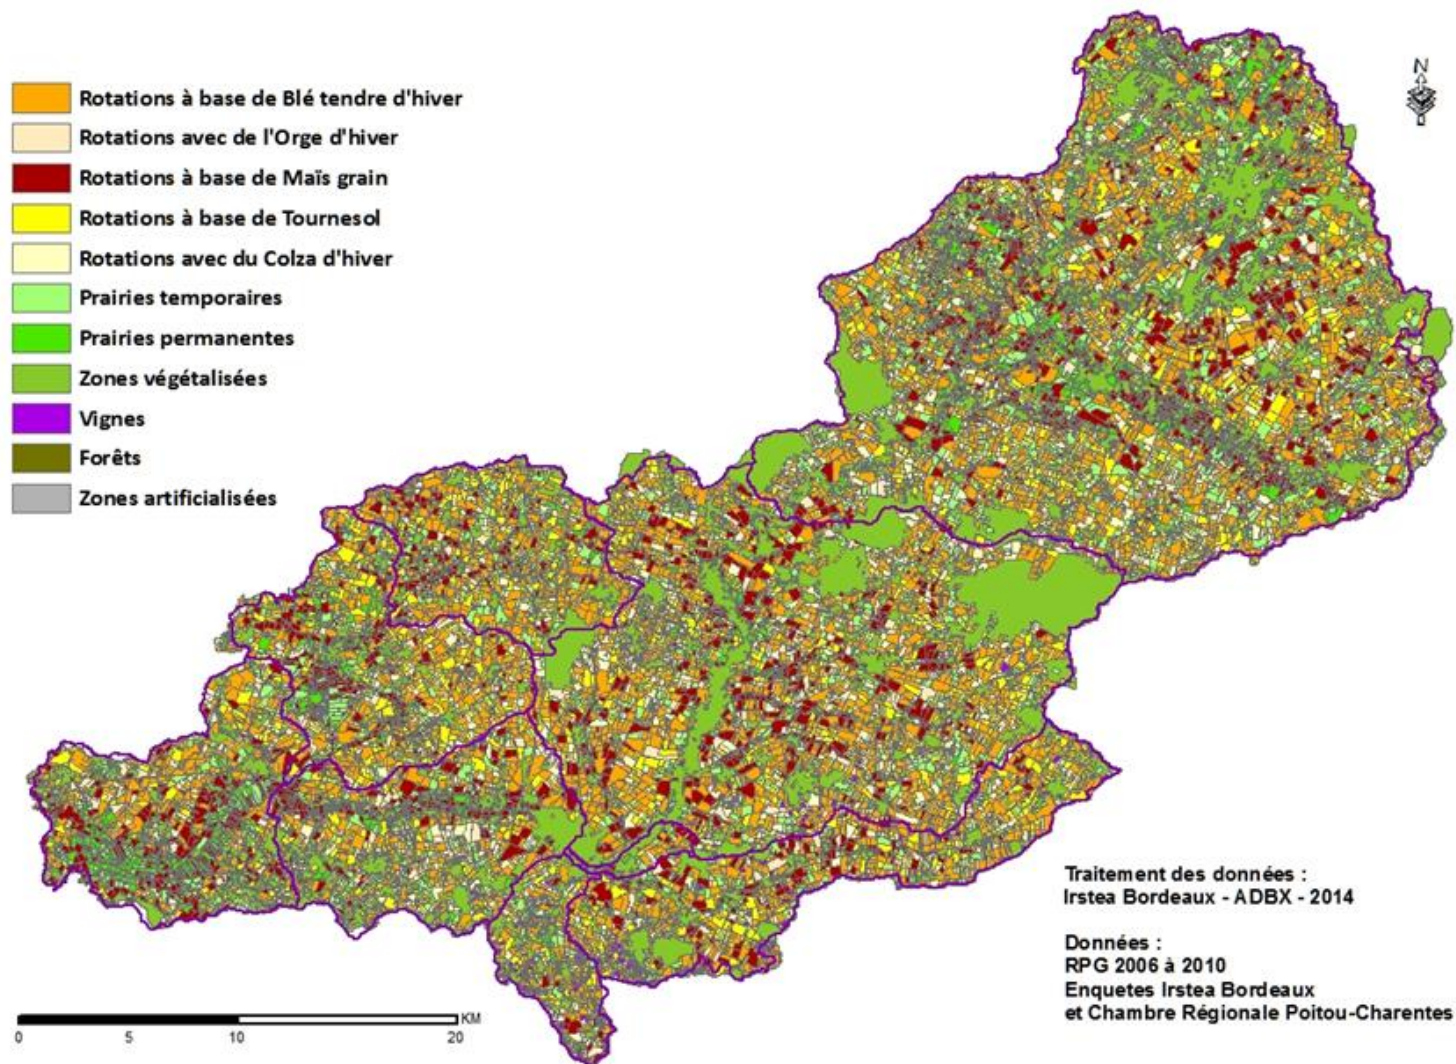 N
Rotations à base de Blé tendre d'hiver
Rotations avec de l'Orge d'hiver
Rotations à base de Maïs grain
Rotations à base de Tournesol
Rotations avec du Colza d'hiver
Prairies temporaires
Prairies permanentes
Zones végétalisées
Vignes
Forêts
Zones artificialisées
Traitement des données :
Irstea Bordeaux - ADBX - 2014
Données :
RPG 2006 à 2010
Enquetes Irstea Bordeaux
et Chambre Régionale Poitou-Charentes
KM
0 5 10 20